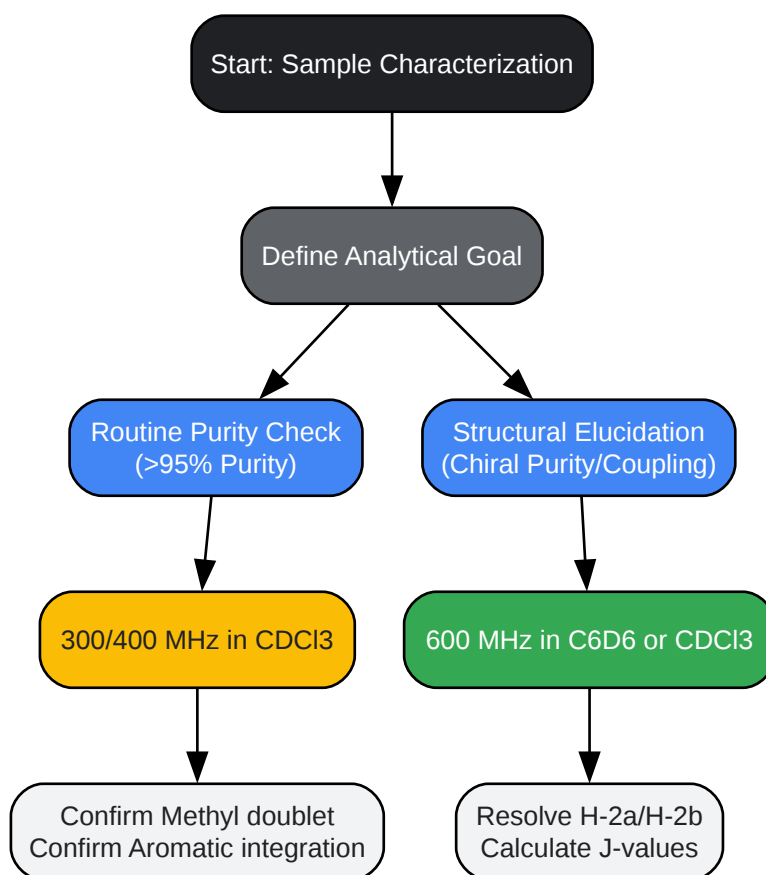 Start: Sample Characterization
Define Analytical Goal
Routine Purity Check
(>95% Purity)
Structural Elucidation
(Chiral Purity/Coupling)
300/400 MHz in CDCl3
600 MHz in C6D6 or CDCl3
Confirm Methyl doublet
Confirm Aromatic integration
Resolve H-2a/H-2b
Calculate J-values